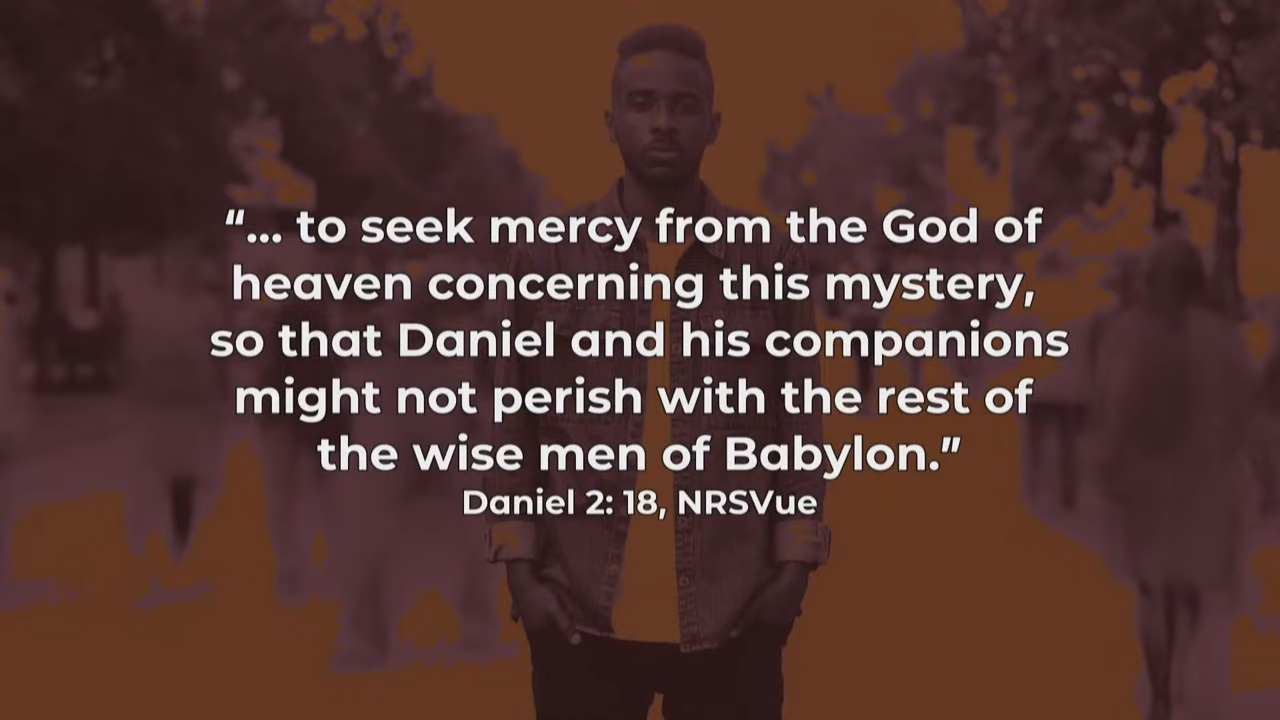 “... to seek mercy from the God of
heaven concerning this mystery,
so that Daniel and his companions
might not perish with the rest of
the wise men of Babylon.”
Daniel 2: 18, NRSVue